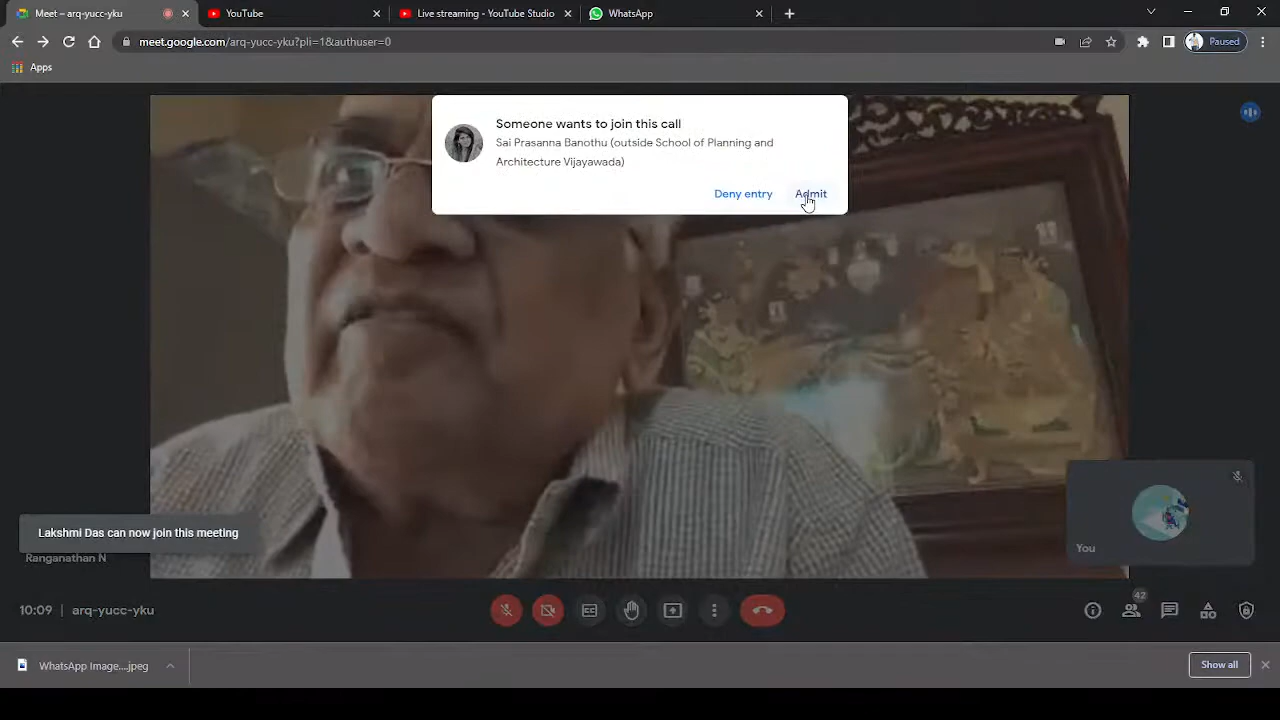 Meet – arq-yucc-yku
YouTube
Live streaming - YouTube Studio
WhatsApp
meet.google.com/arq-yucc-yku?pli=1&authuser=0
Paused
Apps
Someone wants to join this call
Sai Prasanna Banothu (outside School of Planning and
Architecture Vijayawada)
Deny entry
Admit
Lakshmi Das can now join this meeting
Ranganathan N
You
10:09 | arq-yucc-yku
42
WhatsApp Image....jpeg
Show all